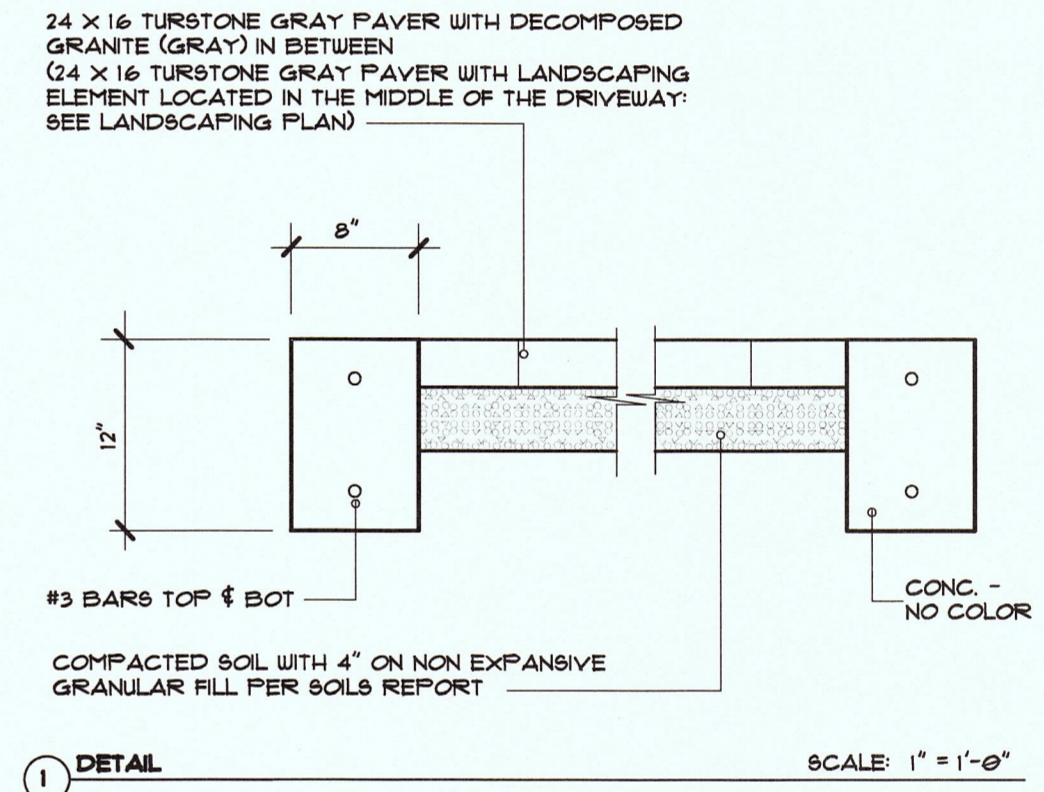 24 X 16 TURSTONE GRAY PAVER WITH DECOMPOSED
GRANITE (GRAY) IN BETWEEN
(24 X 16 TURSTONE GRAY PAVER WITH LANDSCAPING
ELEMENT LOCATED IN THE MIDDLE OF THE DRIVEWAY:
SEE LANDSCAPING PLAN)
8"
12"
#3 BARS TOP & BOT
CONC. -
NO COLOR
COMPACTED SOIL WITH 4" ON NON EXPANSIVE
GRANULAR FILL PER SOILS REPORT
1 DETAIL
SCALE: 1" = 1'-0"